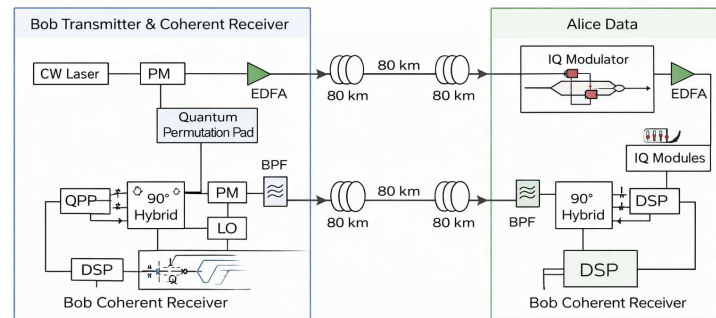 Bob Transmitter & Coherent Receiver
Alice Data
CW Laser
PM
EDFA
80 km
80 km
80 km
IQ Modulator
EDFA
Quantum
Permutation Pad
IQ Modules
QPP
90°
Hybrid
PM
BPF
LO
80 km
80 km
80 km
BPF
90°
Hybrid
DSP
DSP
I
Q
DSP
Bob Coherent Receiver
Bob Coherent Receiver